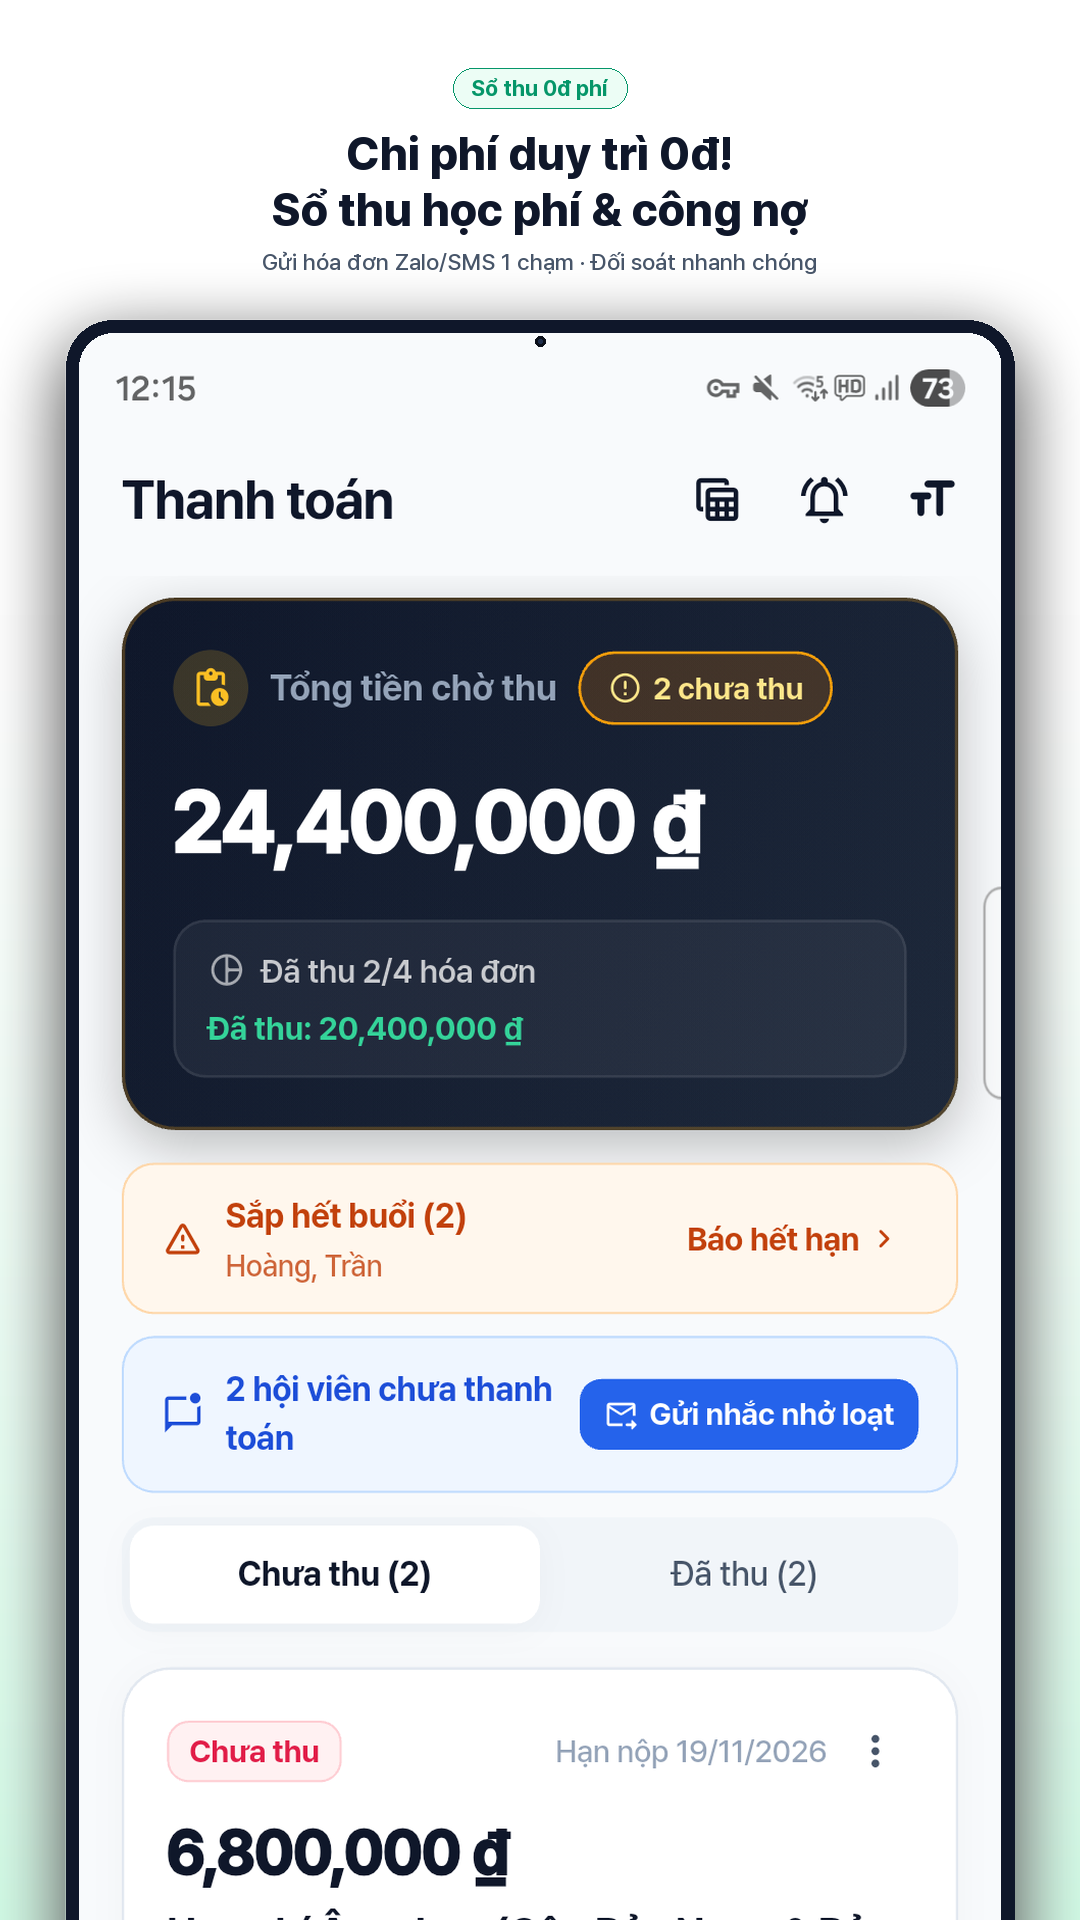 Sổ thu 0đ phí
Chi phí duy trì 0đ!
Sổ thu học phí & công nợ
Gửi hóa đơn Zalo/SMS 1 chạm · Đối soát nhanh chóng
12:15
5
HD
73
Thanh toán
Tổng tiền chờ thu
2 chưa thu
24,400,000 ₫
Đã thu 2/4 hóa đơn
Đã thu: 20,400,000 ₫
Sắp hết buổi (2)
Hoàng, Trần
Báo hết hạn
2 hội viên chưa thanh
toán
Gửi nhắc nhở loạt
Chưa thu (2)
Đã thu (2)
Chưa thu
Hạn nộp 19/11/2026
6,800,000 ₫